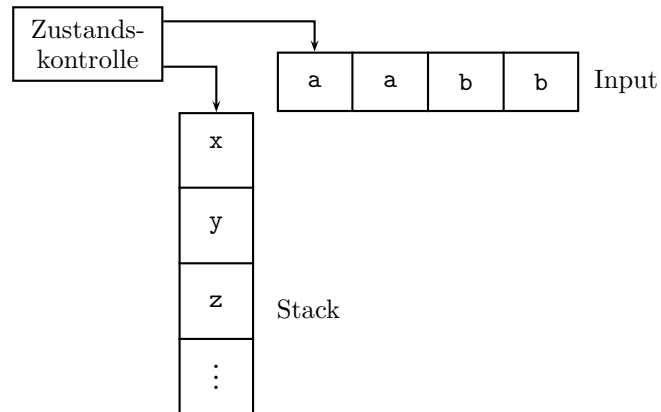 Zustands-
kontrolle
a a b b
Input
x
y
z
Stack
⋮